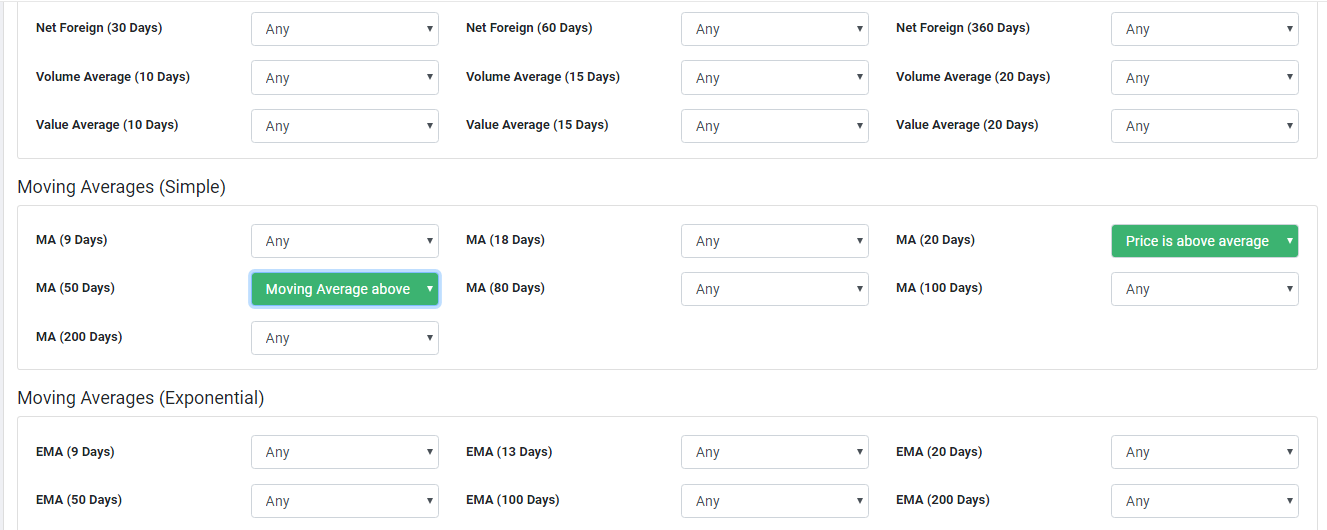 Net Foreign (30 Days) Any Net Foreign (60 Days) Any Net Foreign (360 Days) Any
Volume Average (10 Days) Any Volume Average (15 Days) Any Volume Average (20 Days) Any
Value Average (10 Days) Any Value Average (15 Days) Any Value Average (20 Days) Any
Moving Averages (Simple)
MA (9 Days) Any MA (18 Days) Any MA (20 Days) Price is above average
MA (50 Days) Moving Average above MA (80 Days) Any MA (100 Days) Any
MA (200 Days) Any
Moving Averages (Exponential)
EMA (9 Days) Any EMA (13 Days) Any EMA (20 Days) Any
EMA (50 Days) Any EMA (100 Days) Any EMA (200 Days) Any